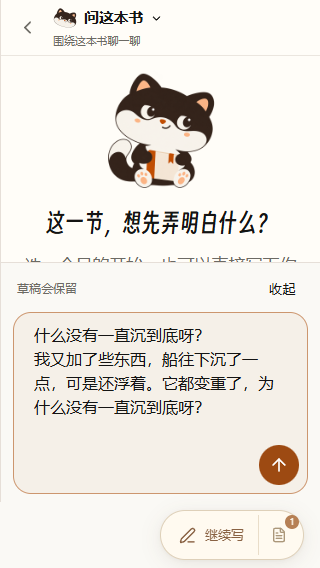 问这本书
围绕这本书聊一聊
这一节，想先弄明白什么？
草稿会保留
收起
什么没有一直沉到底呀？
我又加了些东西，船往下沉了一
点，可是还浮着。它都变重了，为
什么没有一直沉到底呀？
继续写
1